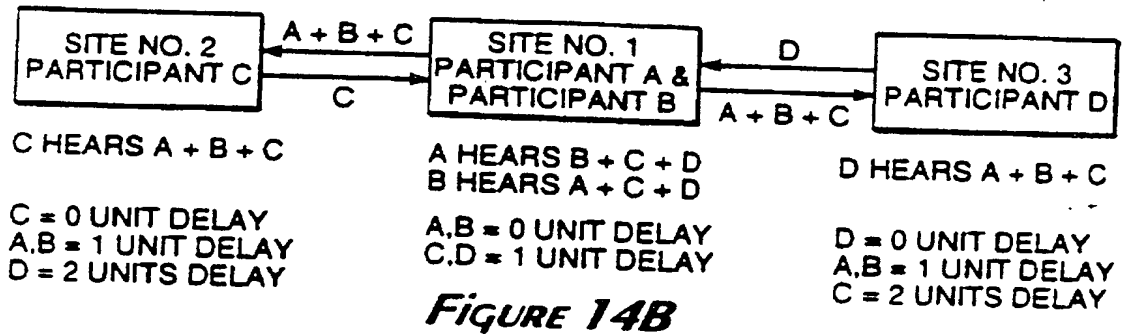 SITE NO. 2
PARTICIPANT C
A + B + C
C
SITE NO. 1
PARTICIPANT A &
PARTICIPANT B
D
A + B + C
SITE NO. 3
PARTICIPANT D
C HEARS A + B + C
C = 0 UNIT DELAY
A,B = 1 UNIT DELAY
D = 2 UNITS DELAY
A HEARS B + C + D
B HEARS A + C + D
A,B = 0 UNIT DELAY
C,D = 1 UNIT DELAY
D HEARS A + B + C
D = 0 UNIT DELAY
A,B = 1 UNIT DELAY
C = 2 UNITS DELAY
FIGURE 14B